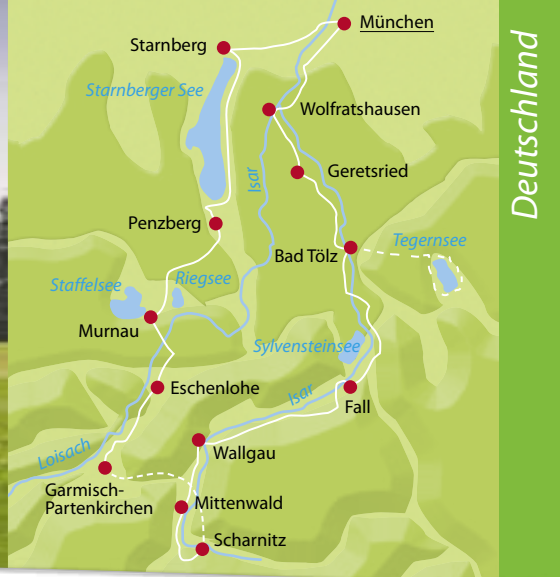 München
Starnberg
Starnberger See
Wolfratshausen
Isar
Geretsried
Penzberg
Tegernsee
Bad Tölz
Staffelsee
Riegsee
Murnau
Sylvensteinsee
Eschenlohe
Isar
Fall
Loisach
Wallgau
Garmisch-
Partenkirchen
Mittenwald
Scharnitz
Deutschland